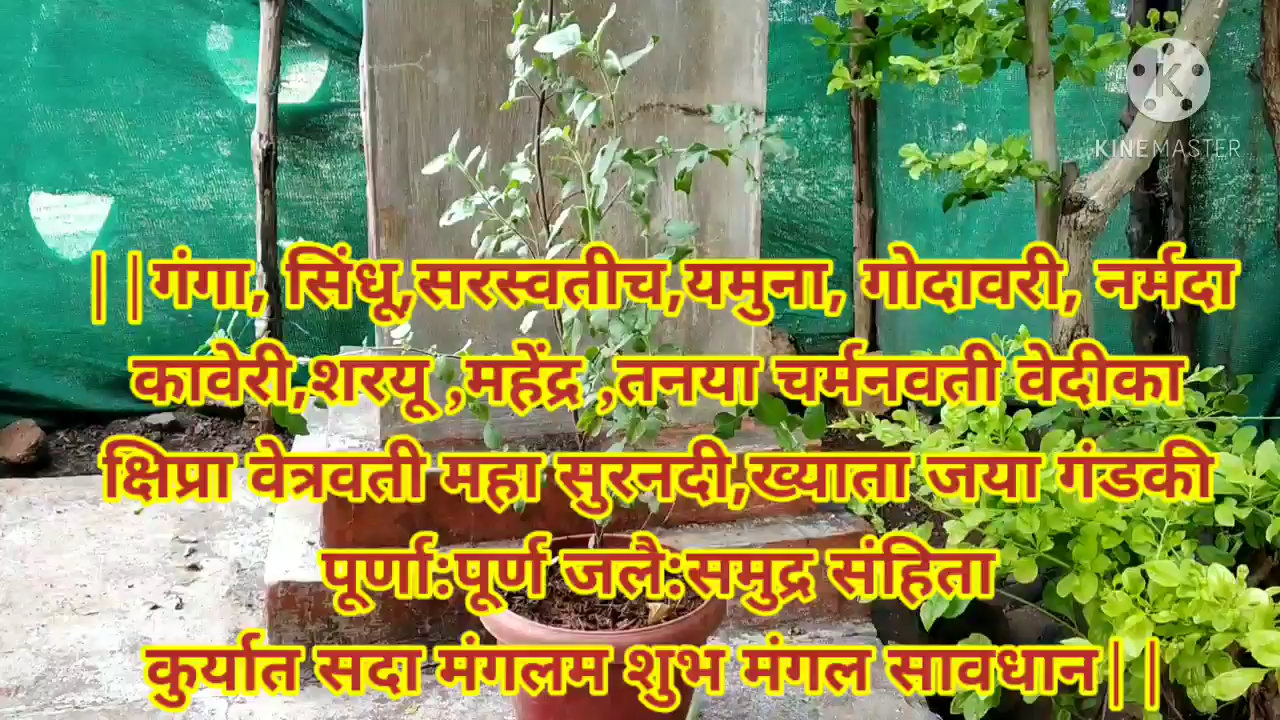 KINEMASTER
||गंगा, सिंधू,सरस्वतीच,यमुना, गोदावरी, नर्मदा
कावेरी,शरयू ,महेंद्र ,तनया चर्मनवती वेदीका
क्षिप्रा वेत्रवती महा सुरनदी,ख्याता जया गंडकी
पूर्णा:पूर्ण जलै:समुद्र संहिता
कुर्यात सदा मंगलम शुभ मंगल सावधान||